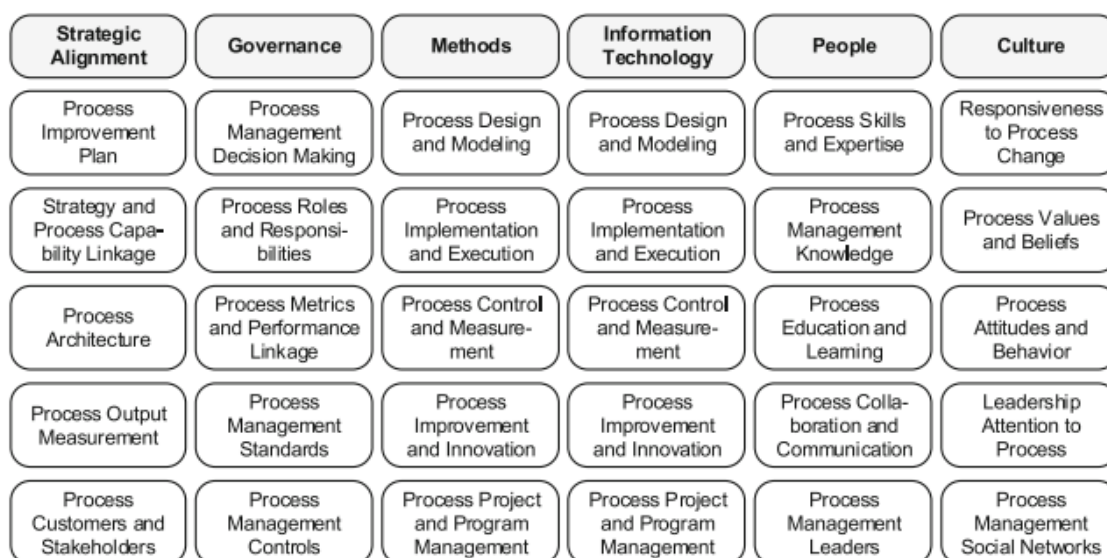 Strategic
Alignment
Governance
Methods
Information
Technology
People
Culture
Process
Improvement
Plan
Process
Management
Decision Making
Process Design
and Modeling
Process Design
and Modeling
Process Skills
and Expertise
Responsiveness
to Process
Change
Strategy and
Process Capa-
bility Linkage
Process Roles
and Responsi-
bilities
Process
Implementation
and Execution
Process
Implementation
and Execution
Process
Management
Knowledge
Process Values
and Beliefs
Process
Architecture
Process Metrics
and Performance
Linkage
Process Control
and Measure-
ment
Process Control
and Measure-
ment
Process
Education and
Learning
Process
Attitudes and
Behavior
Process Output
Measurement
Process
Management
Standards
Process
Improvement
and Innovation
Process
Improvement
and Innovation
Process Colla-
boration and
Communication
Leadership
Attention to
Process
Process
Customers and
Stakeholders
Process
Management
Controls
Process Project
and Program
Management
Process Project
and Program
Management
Process
Management
Leaders
Process
Management
Social Networks